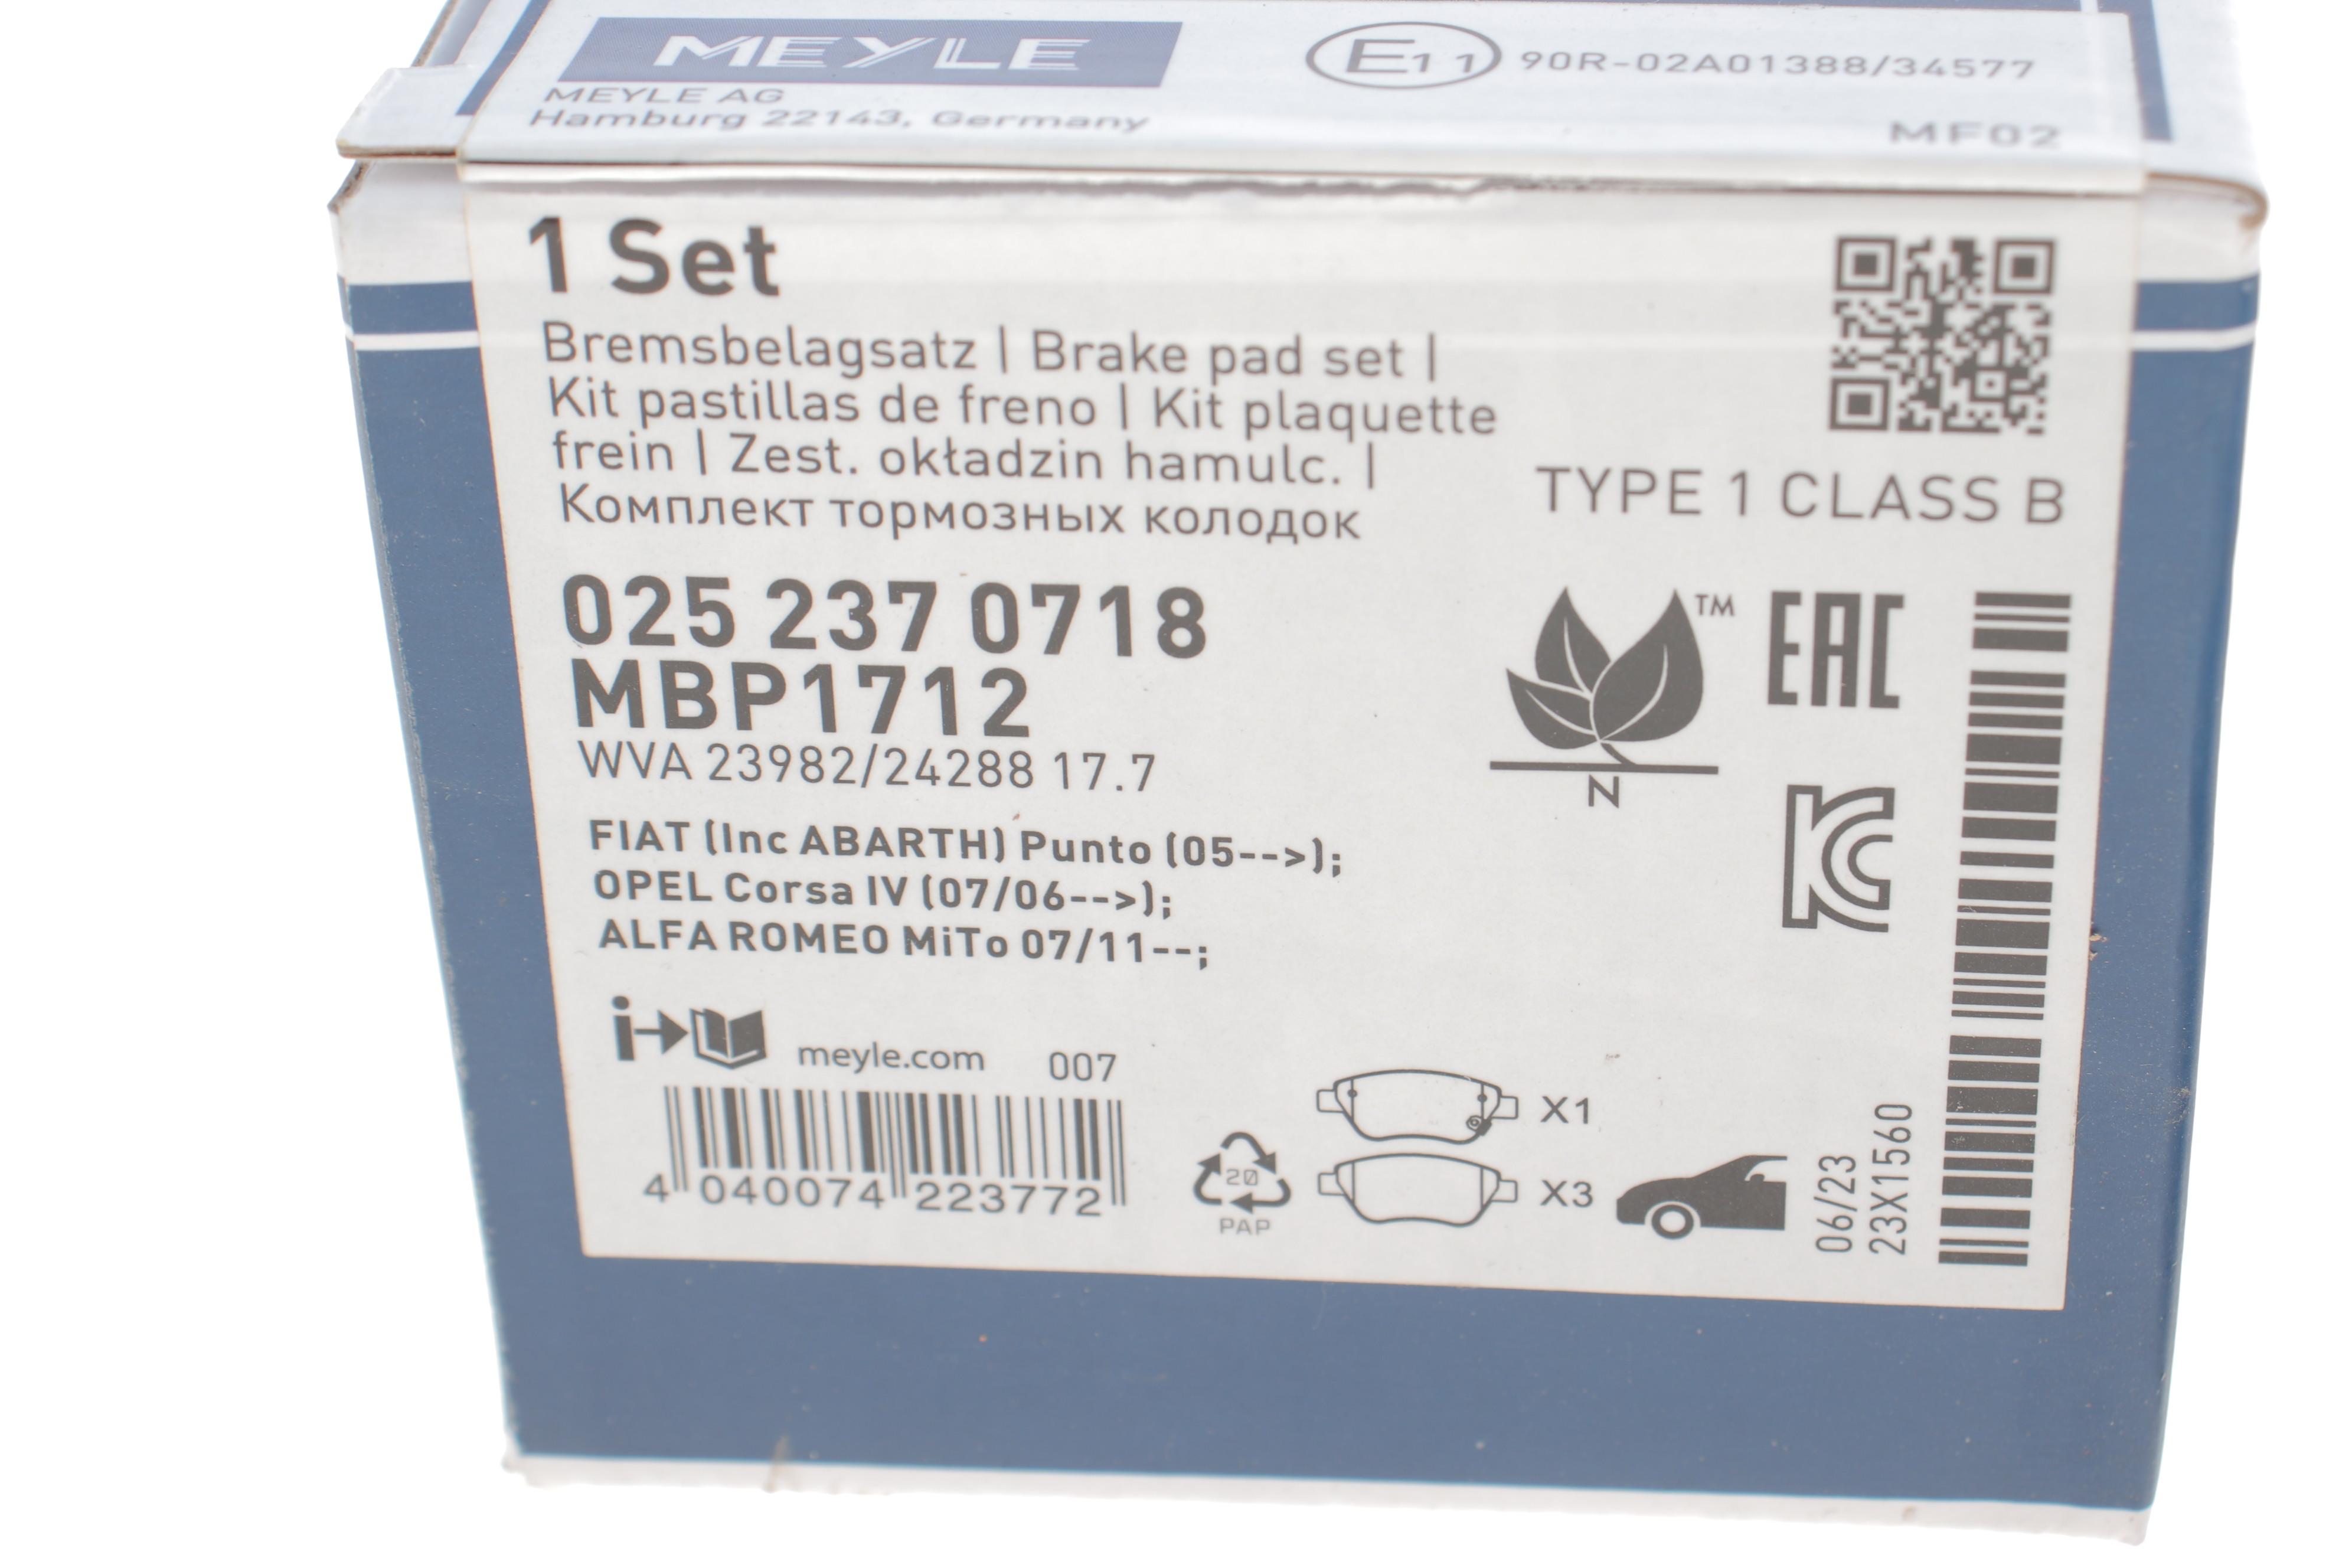 MEYLE
MEYLE AG
Hamburg 22143, Germany
E11 90R-02A01388/34577
MF02
1 Set
Bremsbelagsatz | Brake pad set |
Kit pastillas de freno | Kit plaquette
frein | Zest. okładzin hamulc. |
Комплект тормозных колодок
TYPE 1 CLASS B
025 237 0718
MBP1712
WVA 23982/24288 17.7
TM
EAC
N
KC
FIAT (Inc ABARTH) Punto (05-->);
OPEL Corsa IV (07/06-->);
ALFA ROMEO MiTo 07/11--;
i
meyle.com 007
4 040074 223772
20
PAP
X1
X3
06/23
23X1560